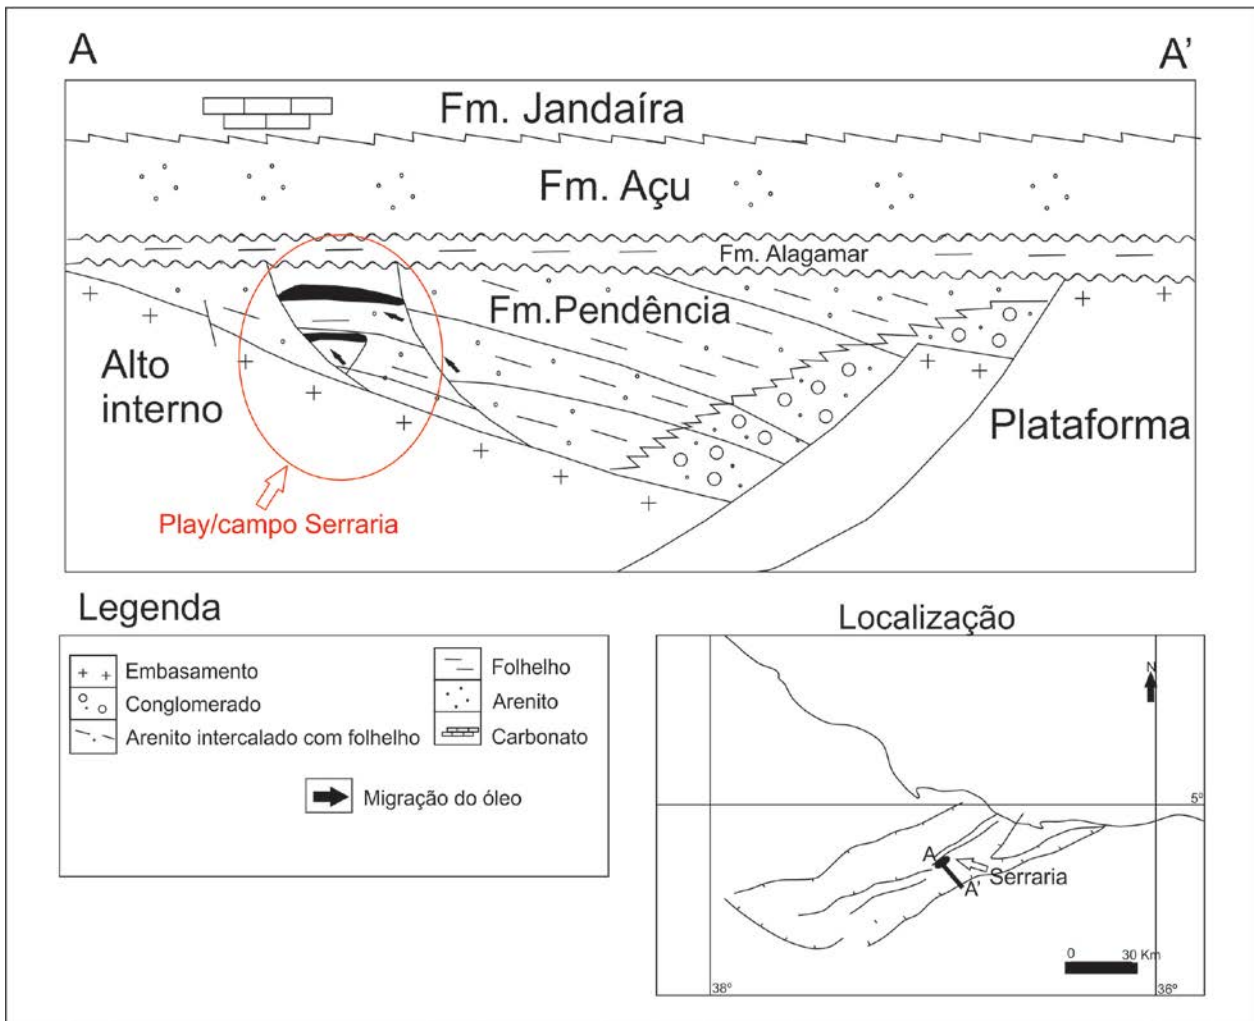 A
A’
Fm. Jandaíra
Fm. Açu
Fm. Alagamar
Fm.Pendência
Alto
interno
Plataforma
Play/campo Serraria
Legenda
Embasamento
Conglomerado
Arenito intercalado com folhelho
Folhelho
Arenito
Carbonato
Migração do óleo
Localização
N
5º
A
Serraria
A'
0 30 Km
38º
36º